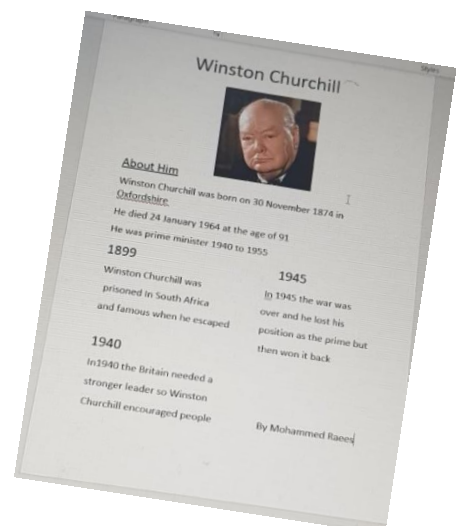 Styles
Winston Churchill
About Him
Winston Churchill was born on 30 November 1874 in
Oxfordshire
He died 24 January 1964 at the age of 91
He was prime minister 1940 to 1955
1899
Winston Churchill was
prisoned in South Africa
and famous when he escaped
1945
In 1945 the war was
over and he lost his
position as the prime but
then won it back
1940
In1940 the Britain needed a
stronger leader so Winston
Churchill encouraged people
By Mohammed Raees